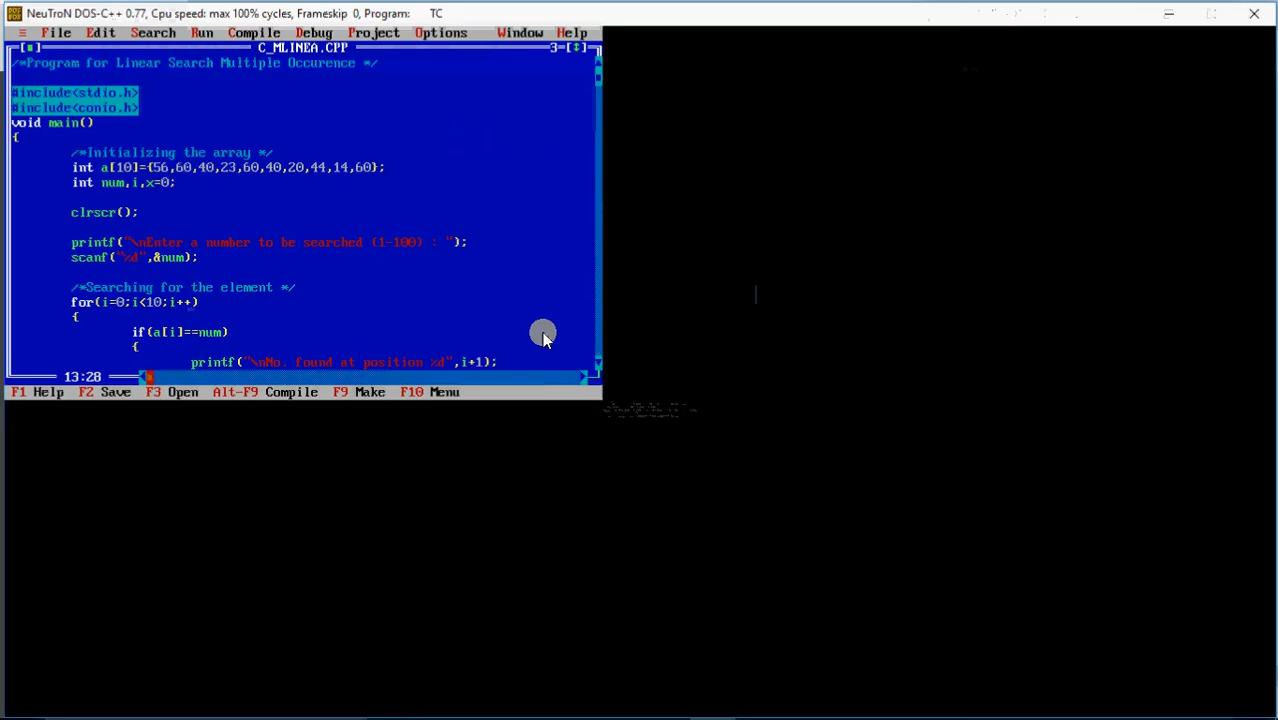 NeuTroN DOS-C++ 0.77, Cpu speed: max 100% cycles, Frameskip 0, Program: TC
≡ File Edit Search Run Compile Debug Project Options Window Help
[■] C_MLINEA.CPP 3=[↕]
/*Program for Linear Search Multiple Occurence */
#include<stdio.h>
#include<conio.h>
void main()
{
/*Initializing the array */
int a[10]={56,60,40,23,60,40,20,44,14,60};
int num,i,x=0;
clrscr();
printf("\nEnter a number to be searched (1-100) : ");
scanf("%d",&num);
/*Searching for the element */
for(i=0;i<10;i++)
{
if(a[i]==num)
{
printf("\nNo. found at position %d",i+1);
13:28
F1 Help F2 Save F3 Open Alt-F9 Compile F9 Make F10 Menu